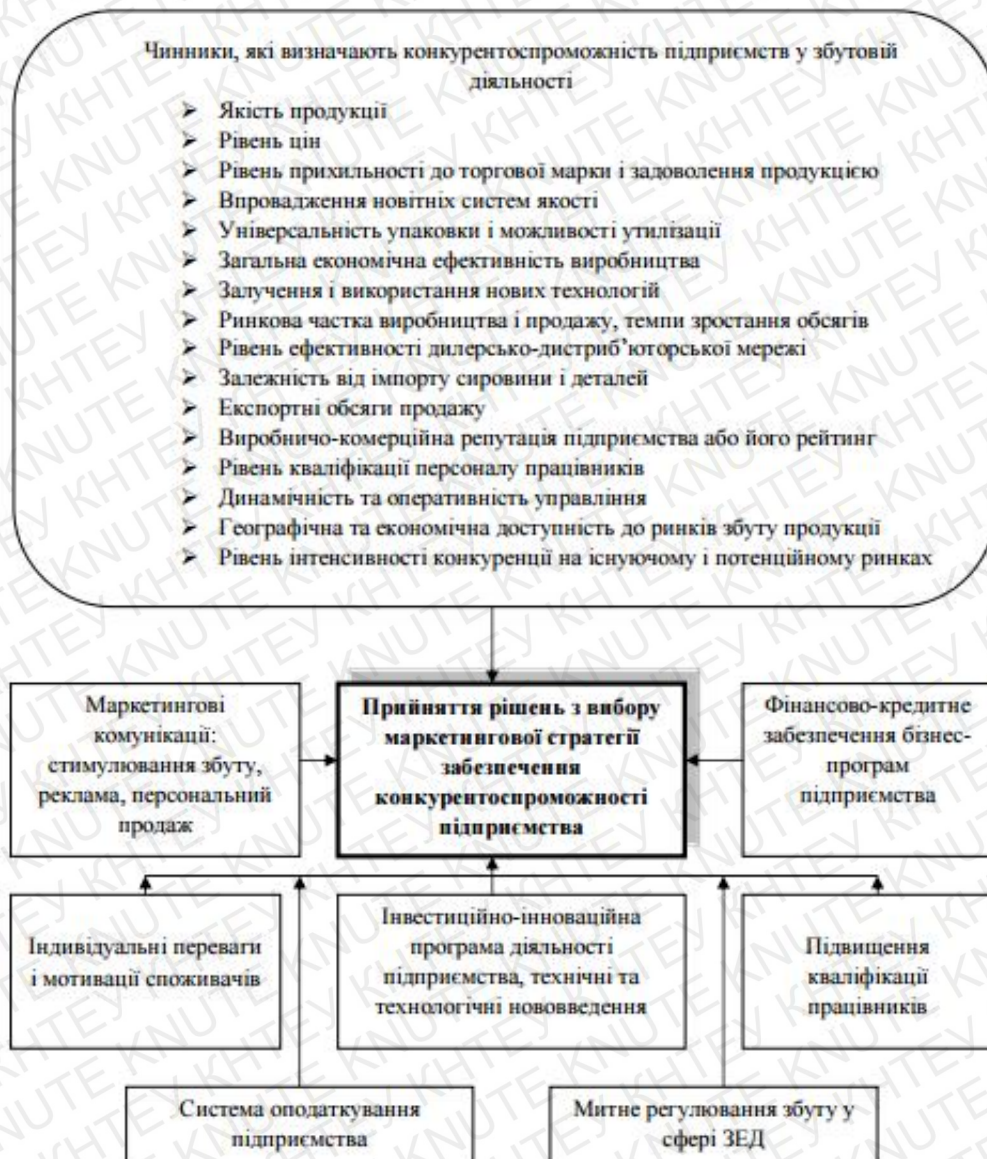 Чинники, які визначають конкурентоспроможність підприємств у збутовій
діяльності
➤ Якість продукції
➤ Рівень цін
➤ Рівень прихильності до торгової марки і задоволення продукцією
➤ Впровадження новітніх систем якості
➤ Універсальність упаковки і можливості утилізації
➤ Загальна економічна ефективність виробництва
➤ Залучення і використання нових технологій
➤ Ринкова частка виробництва і продажу, темпи зростання обсягів
➤ Рівень ефективності дилерсько-дистриб’юторської мережі
➤ Залежність від імпорту сировини і деталей
➤ Експортні обсяги продажу
➤ Виробничо-комерційна репутація підприємства або його рейтинг
➤ Рівень кваліфікації персоналу працівників
➤ Динамічність та оперативність управління
➤ Географічна та економічна доступність до ринків збуту продукції
➤ Рівень інтенсивності конкуренції на існуючому і потенційному ринках
Маркетингові
комунікації:
стимулювання збуту,
реклама, персональний
продаж
Прийняття рішень з вибору
маркетингової стратегії
забезпечення
конкурентоспроможності
підприємства
Фінансово-кредитне
забезпечення бізнес-
програм
підприємства
Індивідуальні переваги
і мотивації споживачів
Інвестиційно-інноваційна
програма діяльності
підприємства, технічні та
технологічні нововведення
Підвищення
кваліфікації
працівників
Система оподаткування
підприємства
Митне регулювання збуту у
сфері ЗЕД